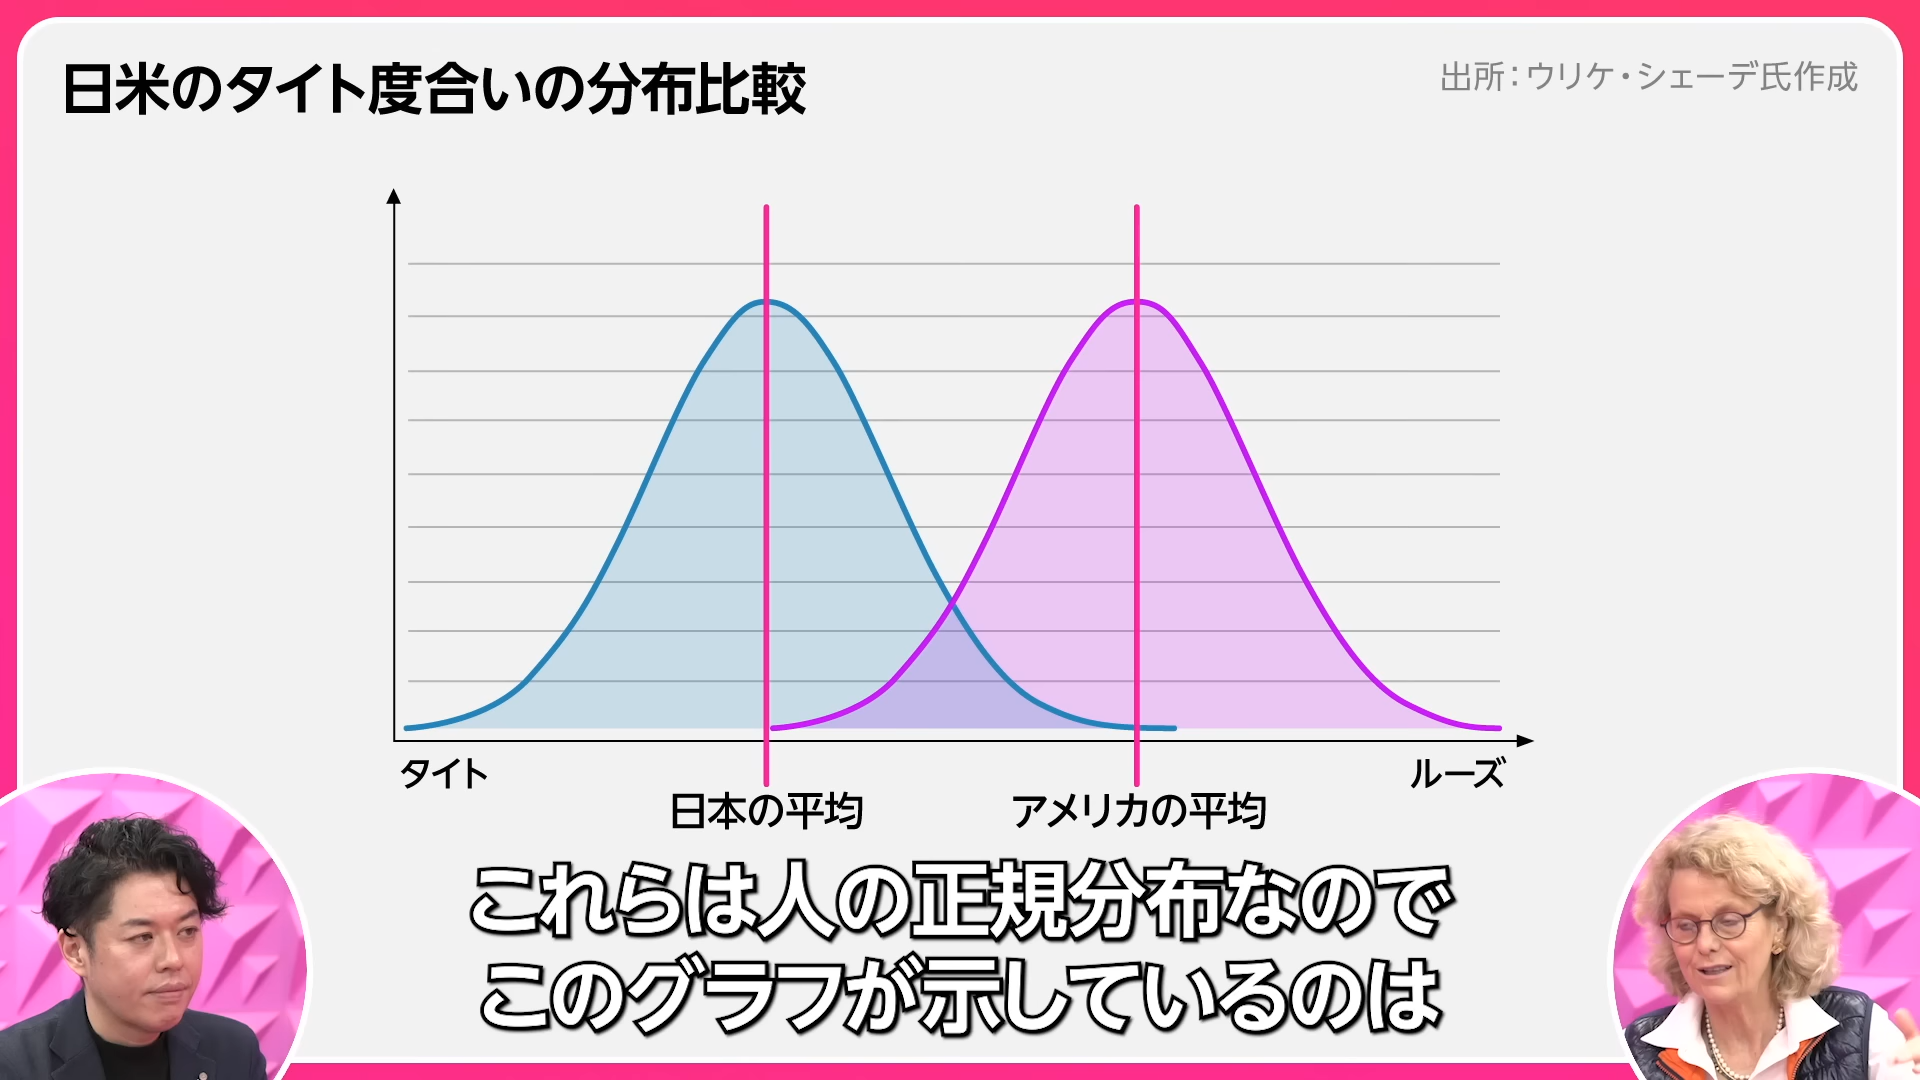 日米のタイト度合いの分布比較
出所：ウリケ・シェーデ氏作成
タイト
ルーズ
日本の平均
アメリカの平均
これらは人の正規分布なので
このグラフが示しているのは